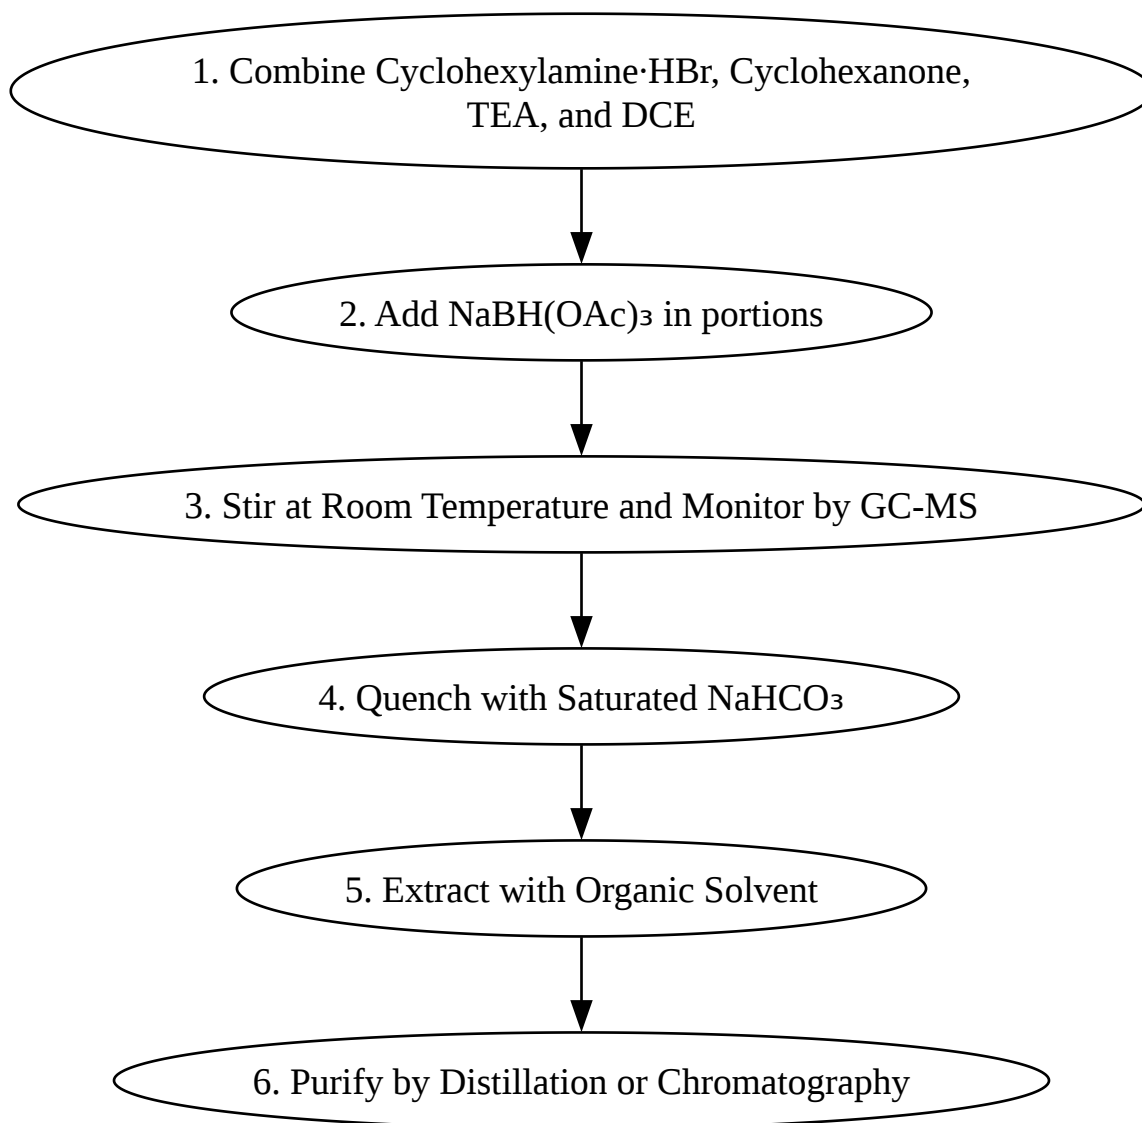 1. Combine Cyclohexylamine·HBr, Cyclohexanone,
TEA, and DCE
2. Add NaBH(OAc)₃ in portions
3. Stir at Room Temperature and Monitor by GC-MS
4. Quench with Saturated NaHCO₃
5. Extract with Organic Solvent
6. Purify by Distillation or Chromatography